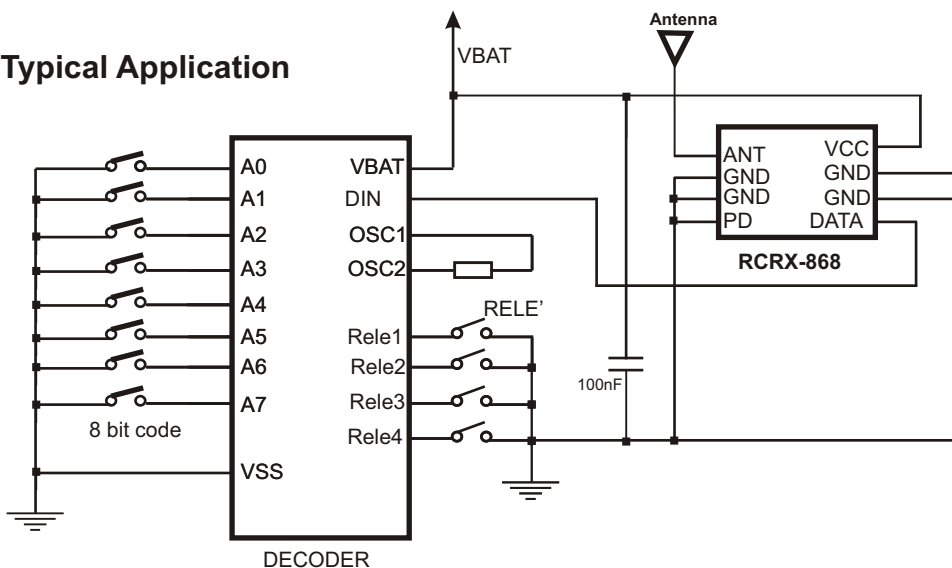 Typical Application
Antenna
VBAT
A0
A1
A2
A3
A4
A5
A6
A7
VSS
8 bit code
VBAT
DIN
OSC1
OSC2
Rele1
Rele2
Rele3
Rele4
RELE'
DECODER
100nF
ANT
GND
GND
PD
VCC
GND
GND
DATA
RCRX-868